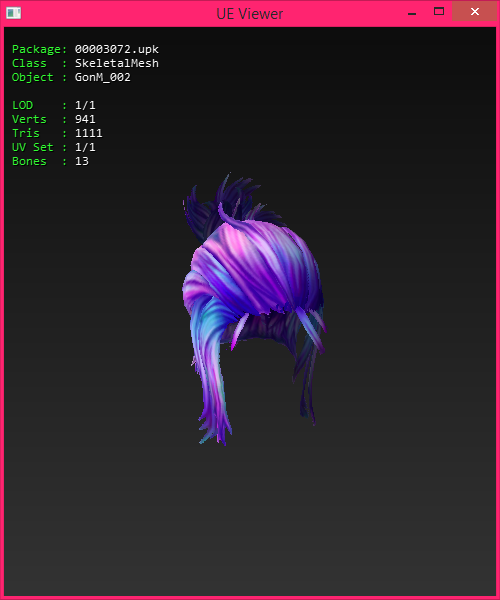 UE Viewer
Package: 00003072.upk
Class : SkeletalMesh
Object : GonM_002
LOD : 1/1
Verts : 941
Tris : 1111
UV Set : 1/1
Bones : 13